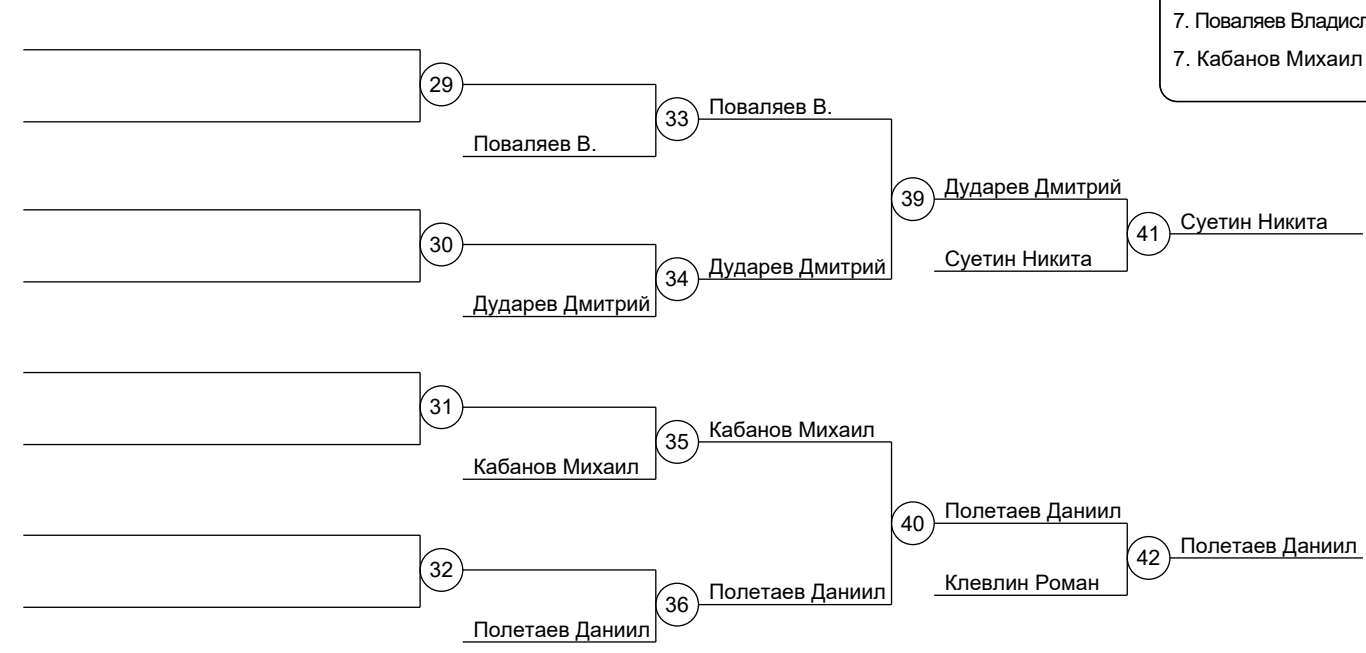 7. Поваляев Владисл
7. Кабанов Михаил
29
33
Поваляев В.
Поваляев В.
39
Дударев Дмитрий
41
Суетин Никита
30
34
Дударев Дмитрий
Суетин Никита
Дударев Дмитрий
31
35
Кабанов Михаил
Кабанов Михаил
40
Полетаев Даниил
42
Полетаев Даниил
32
36
Полетаев Даниил
Клевлин Роман
Полетаев Даниил